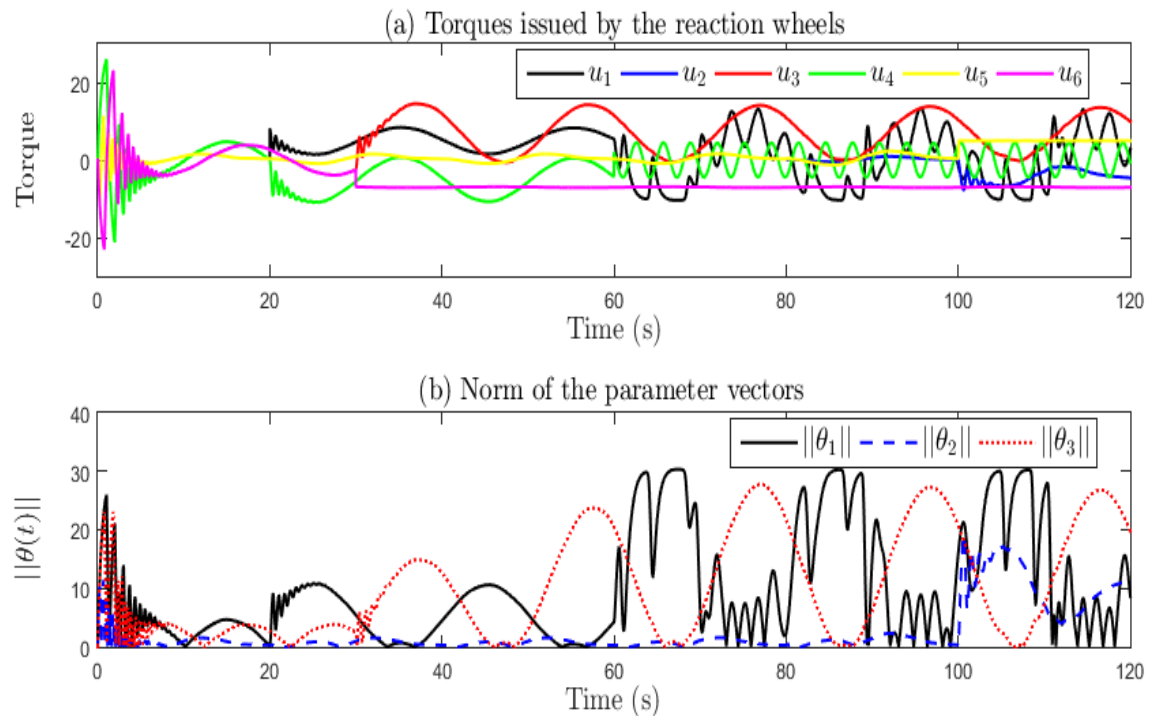 (a) Torques issued by the reaction wheels
u₁ u₂ u₃ u₄ u₅ u₆
Torque
20
0
-20
0 20 40 60 80 100 120
Time (s)
(b) Norm of the parameter vectors
||θ₁|| ||θ₂|| ||θ₃||
||θ(t)||
40
30
20
10
0
0 20 40 60 80 100 120
Time (s)